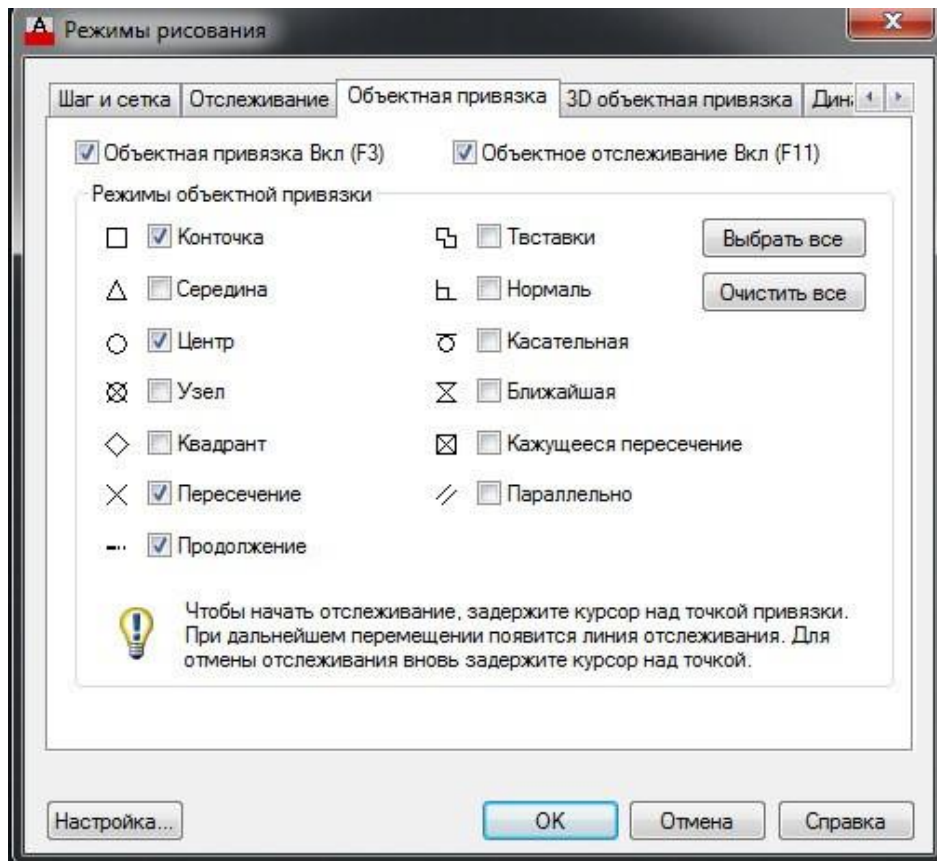 Режимы рисования
Шаг и сетка Отслеживание Объектная привязка 3D объектная привязка Дин
Объектная привязка Вкл (F3) Объектное отслеживание Вкл (F11)
Режимы объектной привязки
Конточка Твставки Выбрать все
Середина Нормаль Очистить все
Центр Касательная
Узел Ближайшая
Квадрант Кажущееся пересечение
Пересечение Параллельно
Продолжение
Чтобы начать отслеживание, задержите курсор над точкой привязки.
При дальнейшем перемещении появится линия отслеживания. Для
отмены отслеживания вновь задержите курсор над точкой.
Настройка... OK Отмена Справка